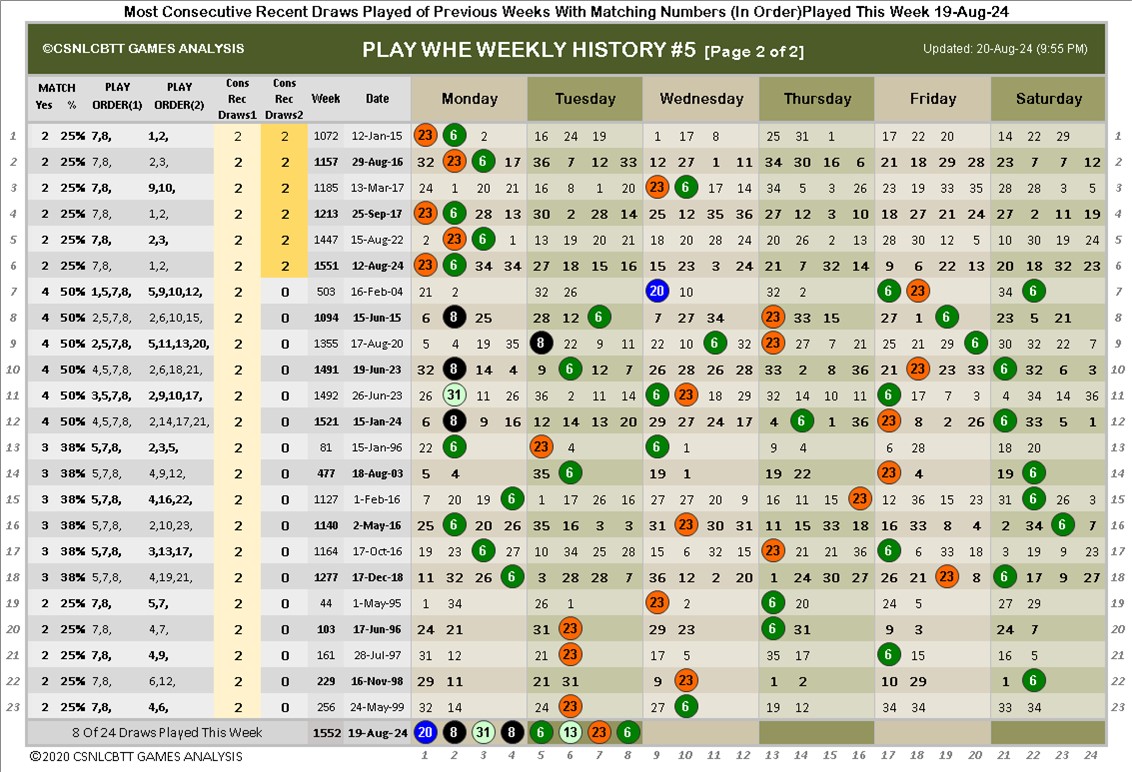 Most Consecutive Recent Draws Played of Previous Weeks With Matching Numbers (In Order)Played This Week 19-Aug-24
©CSNLCBTT GAMES ANALYSIS PLAY WHE WEEKLY HISTORY #5 [Page 2 of 2] Updated: 20-Aug-24 (9:55 PM)
MATCH PLAY PLAY Cons Cons
Yes % ORDER(1) ORDER(2) Rec Rec Week Date Monday Tuesday Wednesday Thursday Friday Saturday
Draws1 Draws2
1 2 25% 7,8, 1,2, 2 2 1072 12-Jan-15 23 6 2 16 24 19 1 17 8 25 31 1 17 22 20 14 22 29 1
2 2 25% 7,8, 2,3, 2 2 1157 29-Aug-16 32 23 6 17 36 7 12 33 12 27 1 11 34 30 16 6 21 18 29 28 23 7 7 12 2
3 2 25% 7,8, 9,10, 2 2 1185 13-Mar-17 24 1 20 21 16 8 1 20 23 6 17 14 34 5 3 26 23 19 33 35 28 28 3 5 3
4 2 25% 7,8, 1,2, 2 2 1213 25-Sep-17 23 6 28 13 30 2 28 14 25 12 35 36 27 12 3 10 18 27 21 24 27 2 11 19 4
5 2 25% 7,8, 2,3, 2 2 1447 15-Aug-22 2 23 6 1 13 19 20 21 18 20 28 24 20 26 2 13 28 30 12 5 10 30 19 24 5
6 2 25% 7,8, 1,2, 2 2 1551 12-Aug-24 23 6 34 34 27 18 15 16 15 23 3 24 21 7 32 14 9 6 22 13 20 18 32 23 6
7 4 50% 1,5,7,8, 5,9,10,12, 2 0 503 16-Feb-04 21 2 32 26 20 10 32 2 6 23 34 6 7
8 4 50% 2,5,7,8, 2,6,10,15, 2 0 1094 15-Jun-15 6 8 25 28 12 6 7 27 34 23 33 15 27 1 6 23 5 21 8
9 4 50% 2,5,7,8, 5,11,13,20, 2 0 1355 17-Aug-20 5 4 19 35 8 22 9 11 22 10 6 32 23 27 7 21 25 21 29 6 30 32 22 7 9
10 4 50% 4,5,7,8, 2,6,18,21, 2 0 1491 19-Jun-23 32 8 14 4 9 6 12 7 26 28 26 28 33 2 8 36 21 23 23 33 6 32 6 3 10
11 4 50% 3,5,7,8, 2,9,10,17, 2 0 1492 26-Jun-23 26 31 11 26 36 2 11 14 6 23 18 29 32 14 10 11 6 17 7 3 4 34 14 36 11
12 4 50% 4,5,7,8, 2,14,17,21, 2 0 1521 15-Jan-24 6 8 9 16 12 14 13 20 29 27 24 17 4 6 1 36 23 8 2 26 6 33 5 1 12
13 3 38% 5,7,8, 2,3,5, 2 0 81 15-Jan-96 22 6 23 4 6 1 9 4 6 28 18 20 13
14 3 38% 5,7,8, 4,9,12, 2 0 477 18-Aug-03 5 4 35 6 19 1 19 22 23 4 19 6 14
15 3 38% 5,7,8, 4,16,22, 2 0 1127 1-Feb-16 7 20 19 6 1 17 26 16 27 27 20 9 16 11 15 23 12 36 15 23 31 6 26 3 15
16 3 38% 5,7,8, 2,10,23, 2 0 1140 2-May-16 25 6 20 26 35 16 3 3 31 23 30 31 11 15 33 18 16 33 8 4 2 34 6 7 16
17 3 38% 5,7,8, 3,13,17, 2 0 1164 17-Oct-16 19 23 6 27 10 34 25 28 15 6 32 15 23 21 21 36 6 6 33 18 3 19 9 23 17
18 3 38% 5,7,8, 4,19,21, 2 0 1277 17-Dec-18 11 32 26 6 3 28 28 7 36 12 2 20 1 24 30 27 26 21 23 8 6 17 9 27 18
19 2 25% 7,8, 5,7, 2 0 44 1-May-95 1 34 26 1 23 2 6 20 24 5 27 29 19
20 2 25% 7,8, 4,7, 2 0 103 17-Jun-96 24 21 31 23 29 23 6 31 9 3 24 7 20
21 2 25% 7,8, 4,9, 2 0 161 28-Jul-97 31 12 21 23 17 5 35 17 6 15 16 5 21
22 2 25% 7,8, 6,12, 2 0 229 16-Nov-98 29 11 21 31 9 23 1 2 10 29 1 6 22
23 2 25% 7,8, 4,6, 2 0 256 24-May-99 32 14 24 23 27 6 19 12 34 34 33 34 23
8 Of 24 Draws Played This Week 1552 19-Aug-24 20 8 31 8 6 13 23 6
©2020 CSNLCBTT GAMES ANALYSIS 1 2 3 4 5 6 7 8 9 10 11 12 13 14 15 16 17 18 19 20 21 22 23 24